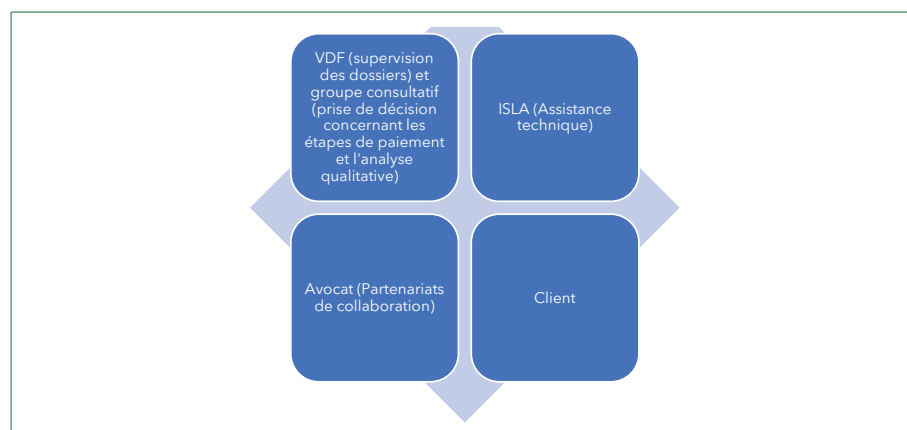 VDF (supervision
des dossiers) et
groupe consultatif
(prise de décision
concernant les
étapes de paiement
et l'analyse
qualitative)
ISLA (Assistance
technique)
Avocat (Partenariats
de collaboration)
Client